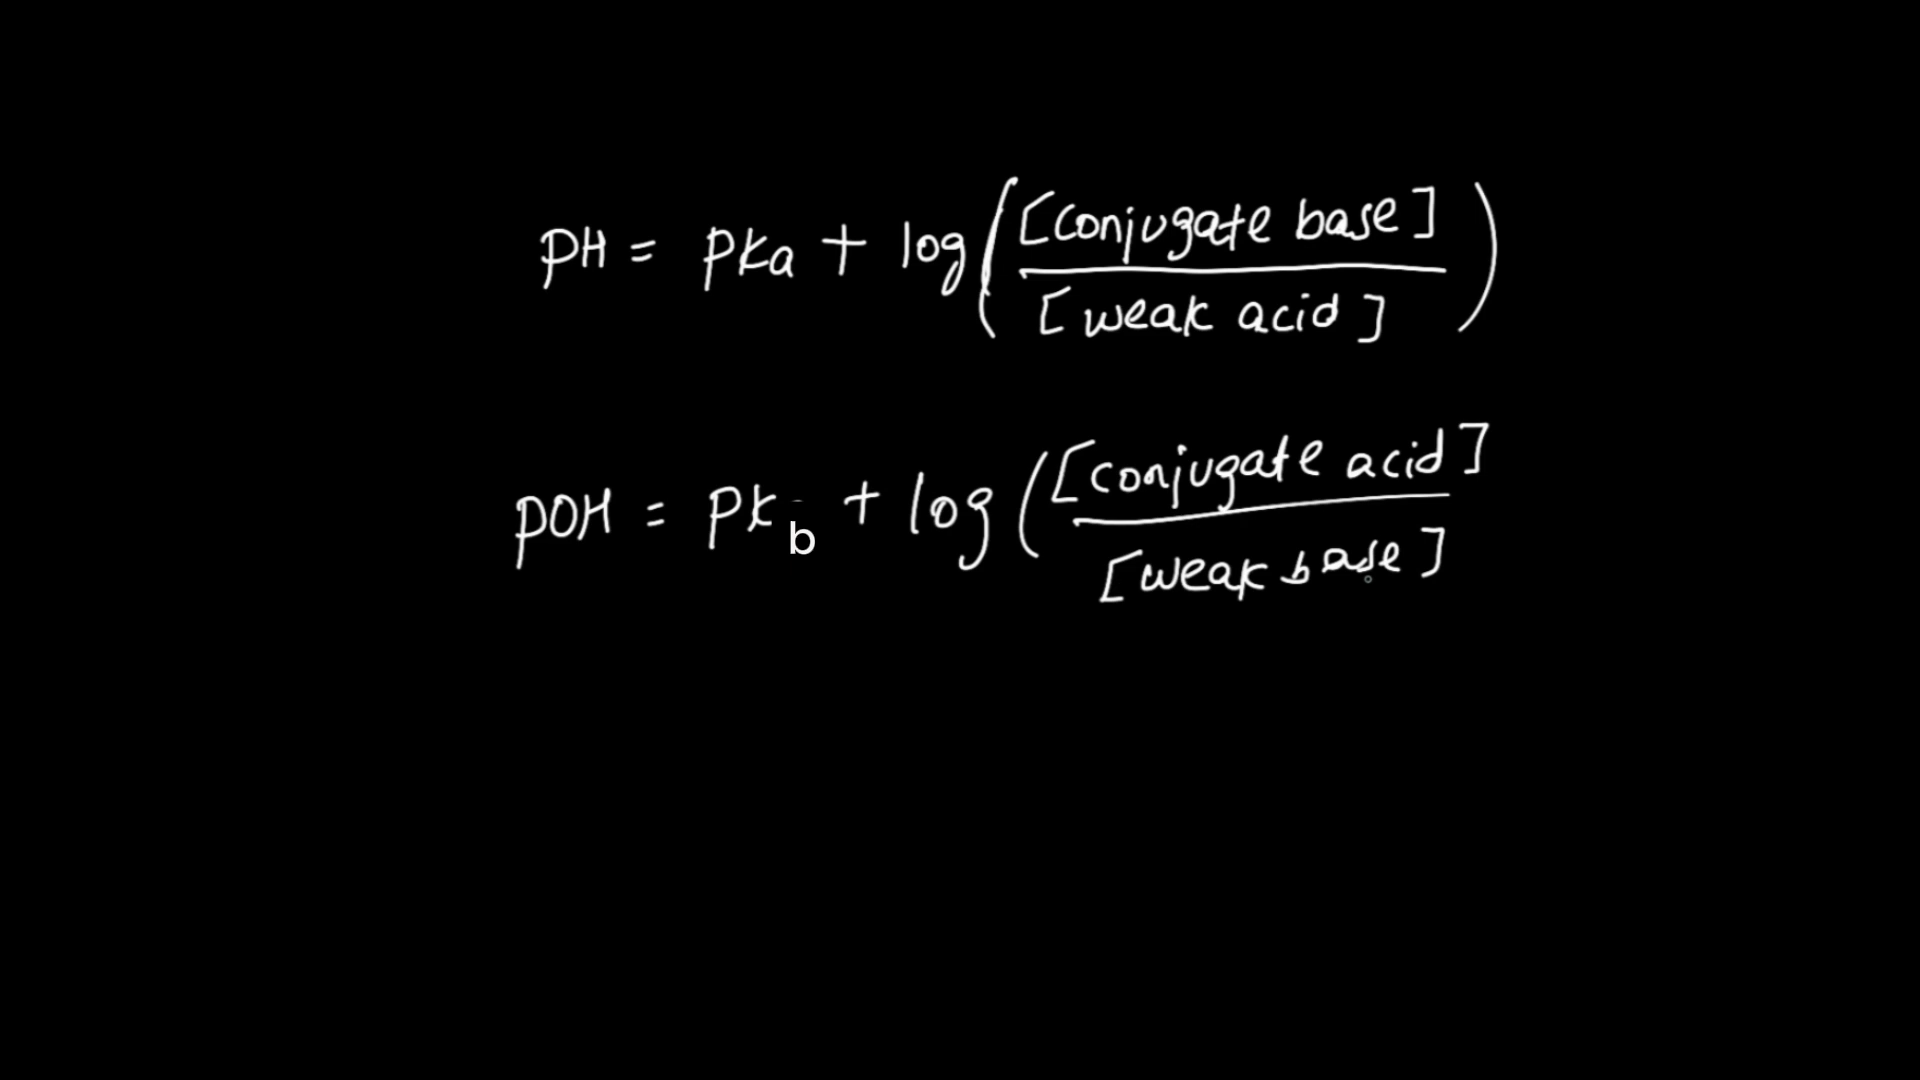 pH = pKa + log([conjugate base]/[weak acid])
pOH = pKb + log([conjugate acid]/[weak base]